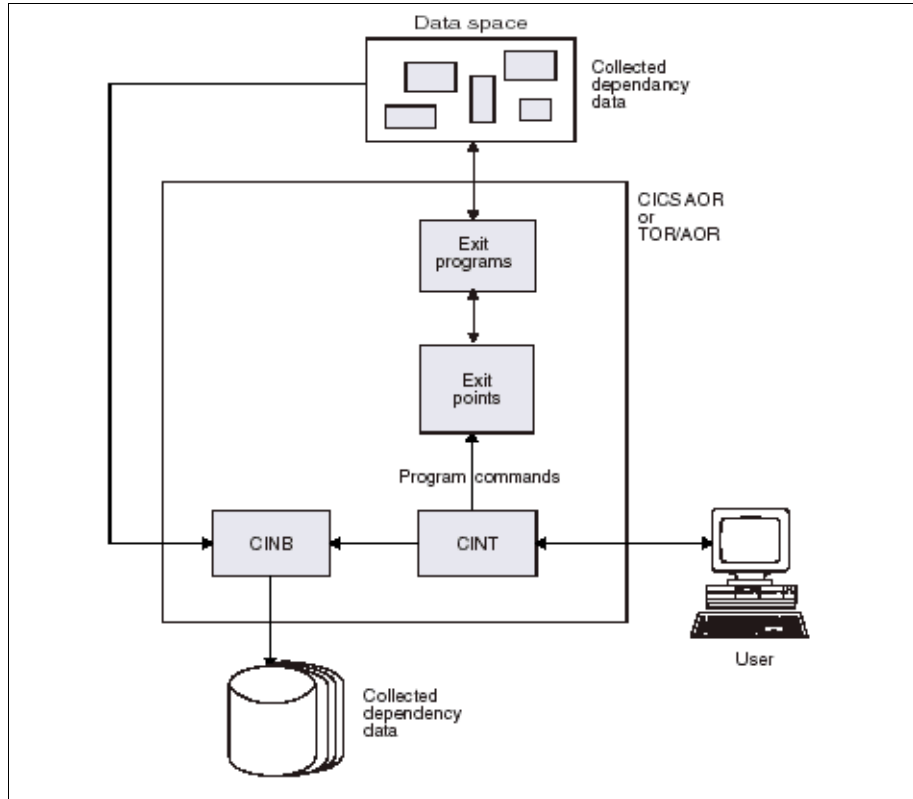 Data space
Collected
dependancy
data
CICS AOR
or
TOR/AOR
Exit
programs
Exit
points
Program commands
CINB
CINT
User
Collected
dependency
data